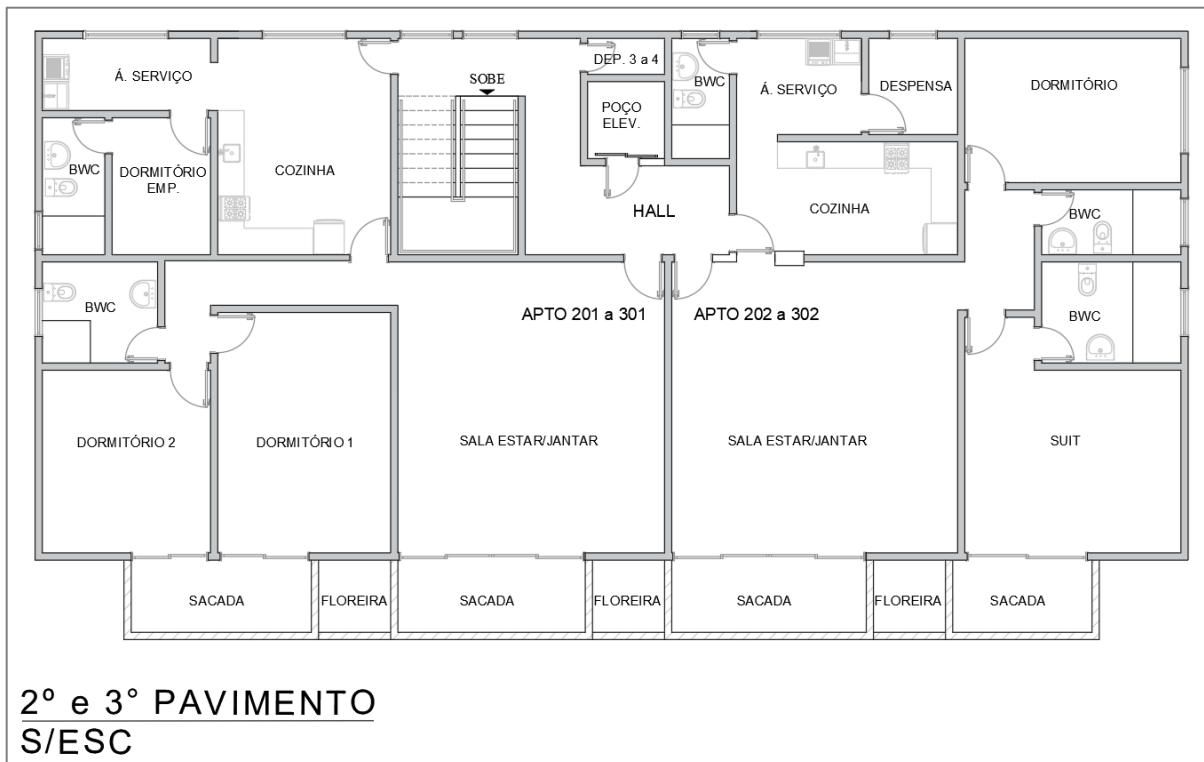 Á. SERVIÇO
SOBE
DEP. 3 a 4
BWC
Á. SERVIÇO
DESPENSA
DORMITÓRIO
POÇO
ELEV.
BWC
DORMITÓRIO
EMP.
COZINHA
HALL
COZINHA
BWC
BWC
APTO 201 a 301
APTO 202 a 302
BWC
DORMITÓRIO 2
DORMITÓRIO 1
SALA ESTAR/JANTAR
SALA ESTAR/JANTAR
SUIT
SACADA
FLOREIRA
SACADA
FLOREIRA
SACADA
FLOREIRA
SACADA
2º e 3° PAVIMENTO
S/ESC